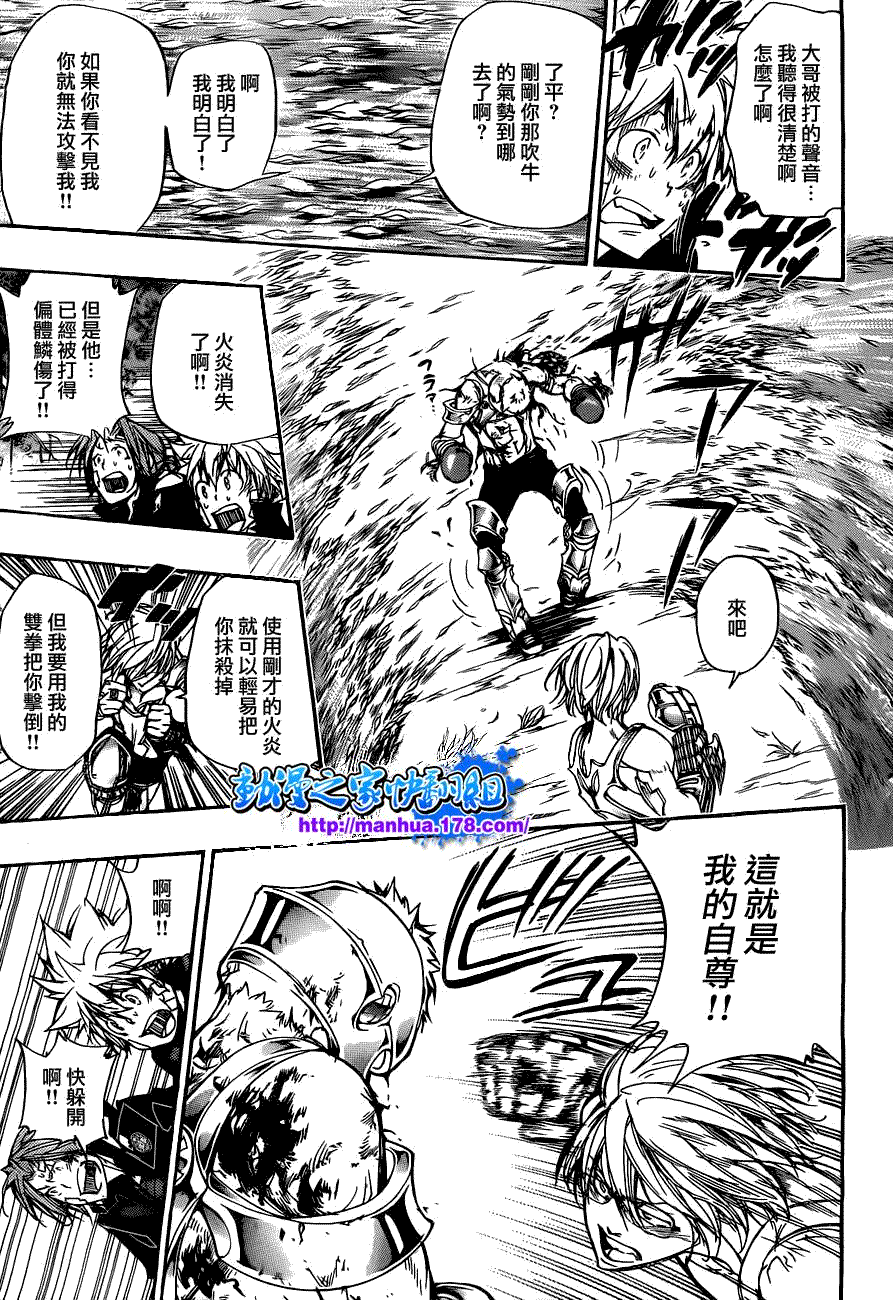 大哥被打的聲音…
我聽得很清楚啊
怎麼了啊
了平?
剛剛你那吹牛
的氣勢到哪
去了啊?
啊
我明白了
我明白了!
如果你看不見我
你就無法攻擊我!!
フラァ…?
來吧
火炎消失
了啊!!
但是他…
已經被打得
偏體鱗傷
了!!
使用剛才的火炎
就可以輕易把
你抹殺掉
但我要用我的
雙拳把你擊倒!!
動漫之家汉翻組
http://manhua.178.com/
這就是
我的自尊!!
啊啊!!
快躲開
啊!!